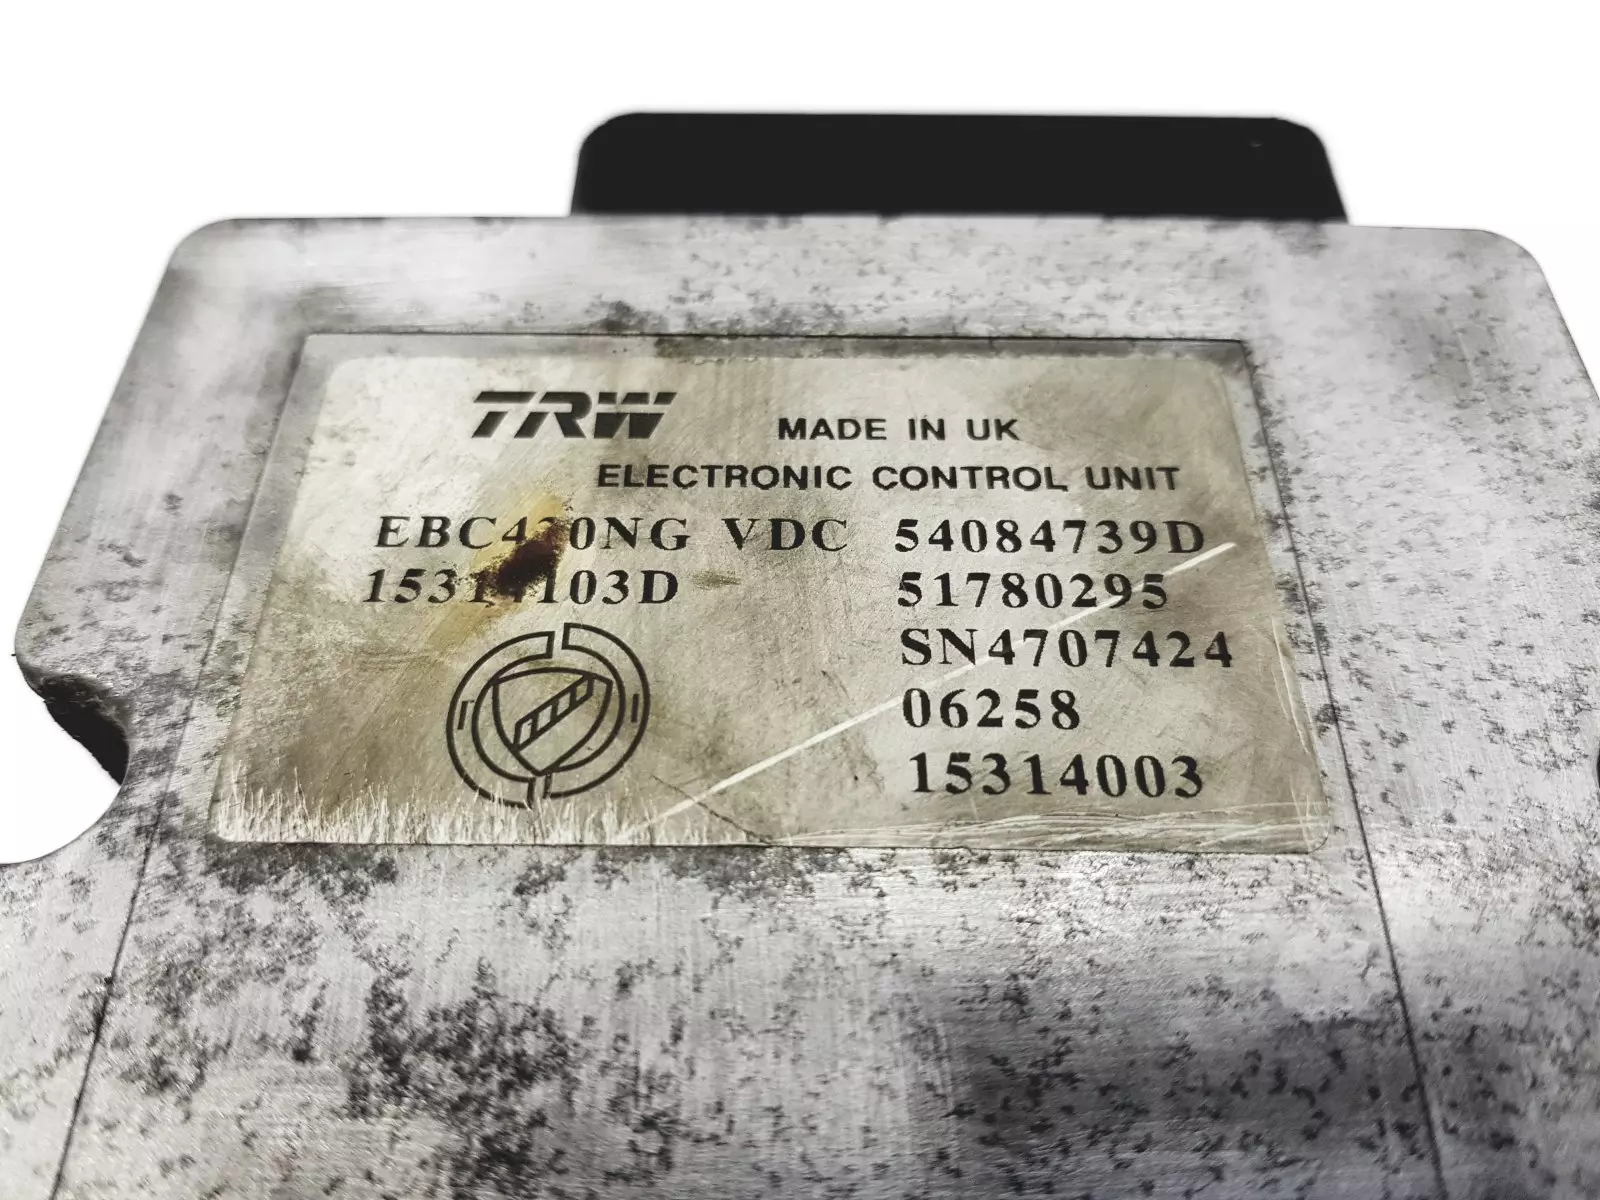 TRW MADE IN UK
ELECTRONIC CONTROL UNIT
VDC 54084739D
51780295
SN4707424
06258
15314003